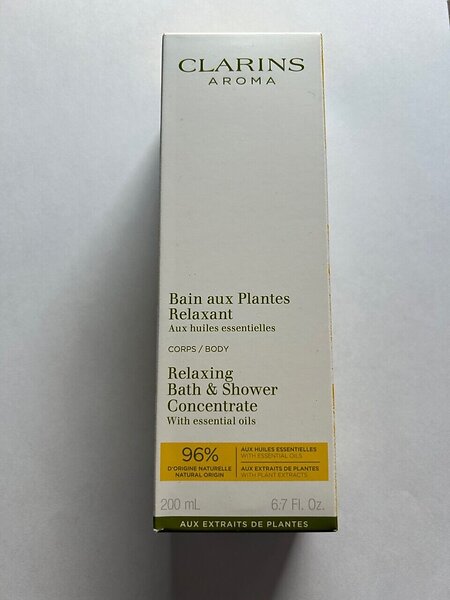 CLARINS
AROMA
Bain aux Plantes
Relaxant
Aux huiles essentielles
CORPS / BODY
Relaxing
Bath & Shower
Concentrate
With essential oils
96%
D'ORIGINE NATURELLE
NATURAL ORIGIN
AUX HUILES ESSENTIELLES
WITH ESSENTIAL OILS
AUX EXTRAITS DE PLANTES
WITH PLANT EXTRACTS
200 mL 6.7 Fl. Oz.
AUX EXTRAITS DE PLANTES